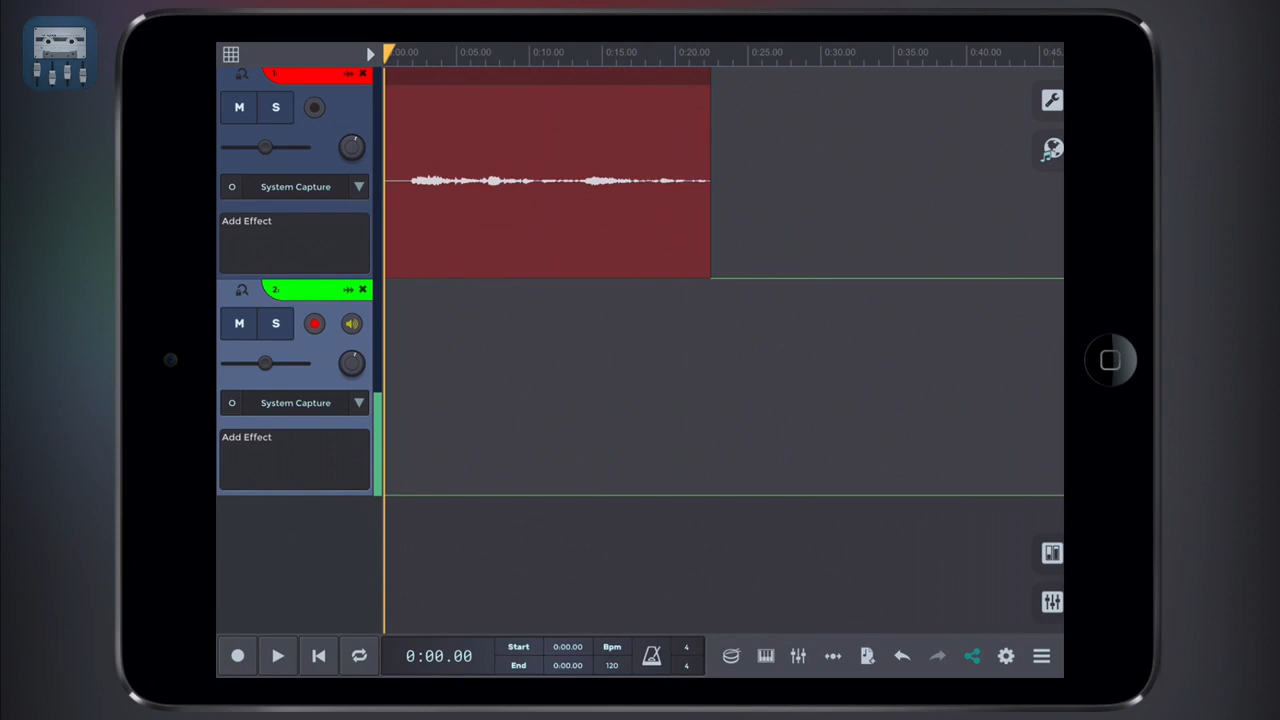 :00.00 0:05.00 0:10.00 0:15.00 0:20.00 0:25.00 0:30.00 0:35.00 0:40.00 0:45.
1:
M S
O System Capture
Add Effect
2:
M S
O System Capture
Add Effect
0:00.00 Start 0:00.00 Bpm 4
End 0:00.00 120 4